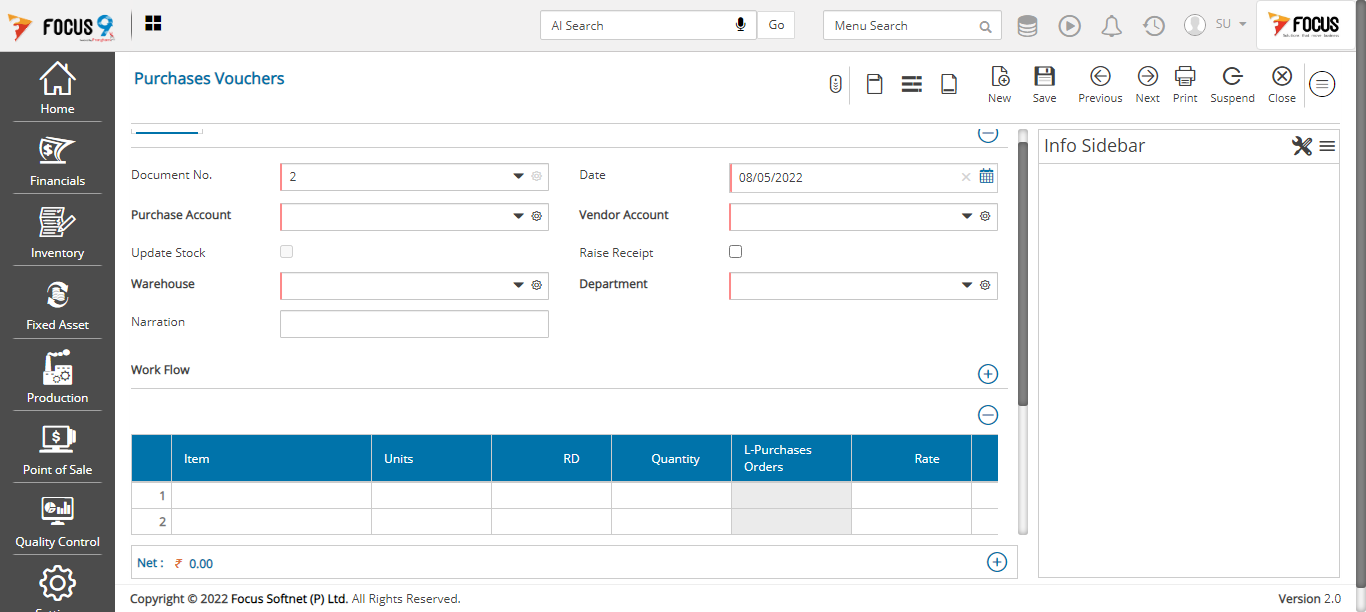 FOCUS 9
AI Search
Go
Menu Search
SU
FOCUS
Home
Financials
Inventory
Fixed Asset
Production
Point of Sale
Quality Control
Purchases Vouchers
New
Save
Previous
Next
Print
Suspend
Close
Info Sidebar
Document No.
2
Date
08/05/2022
Purchase Account
Vendor Account
Update Stock
Raise Receipt
Warehouse
Department
Narration
Work Flow
Item
Units
RD
Quantity
L-Purchases
Orders
Rate
1
2
Net : ₹ 0.00
Copyright © 2022 Focus Softnet (P) Ltd. All Rights Reserved.
Version 2.0